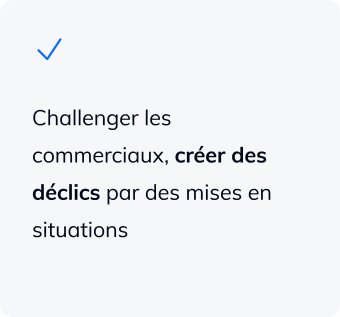 Challenger les
commerciaux, créer des
déclics par des mises en
situations